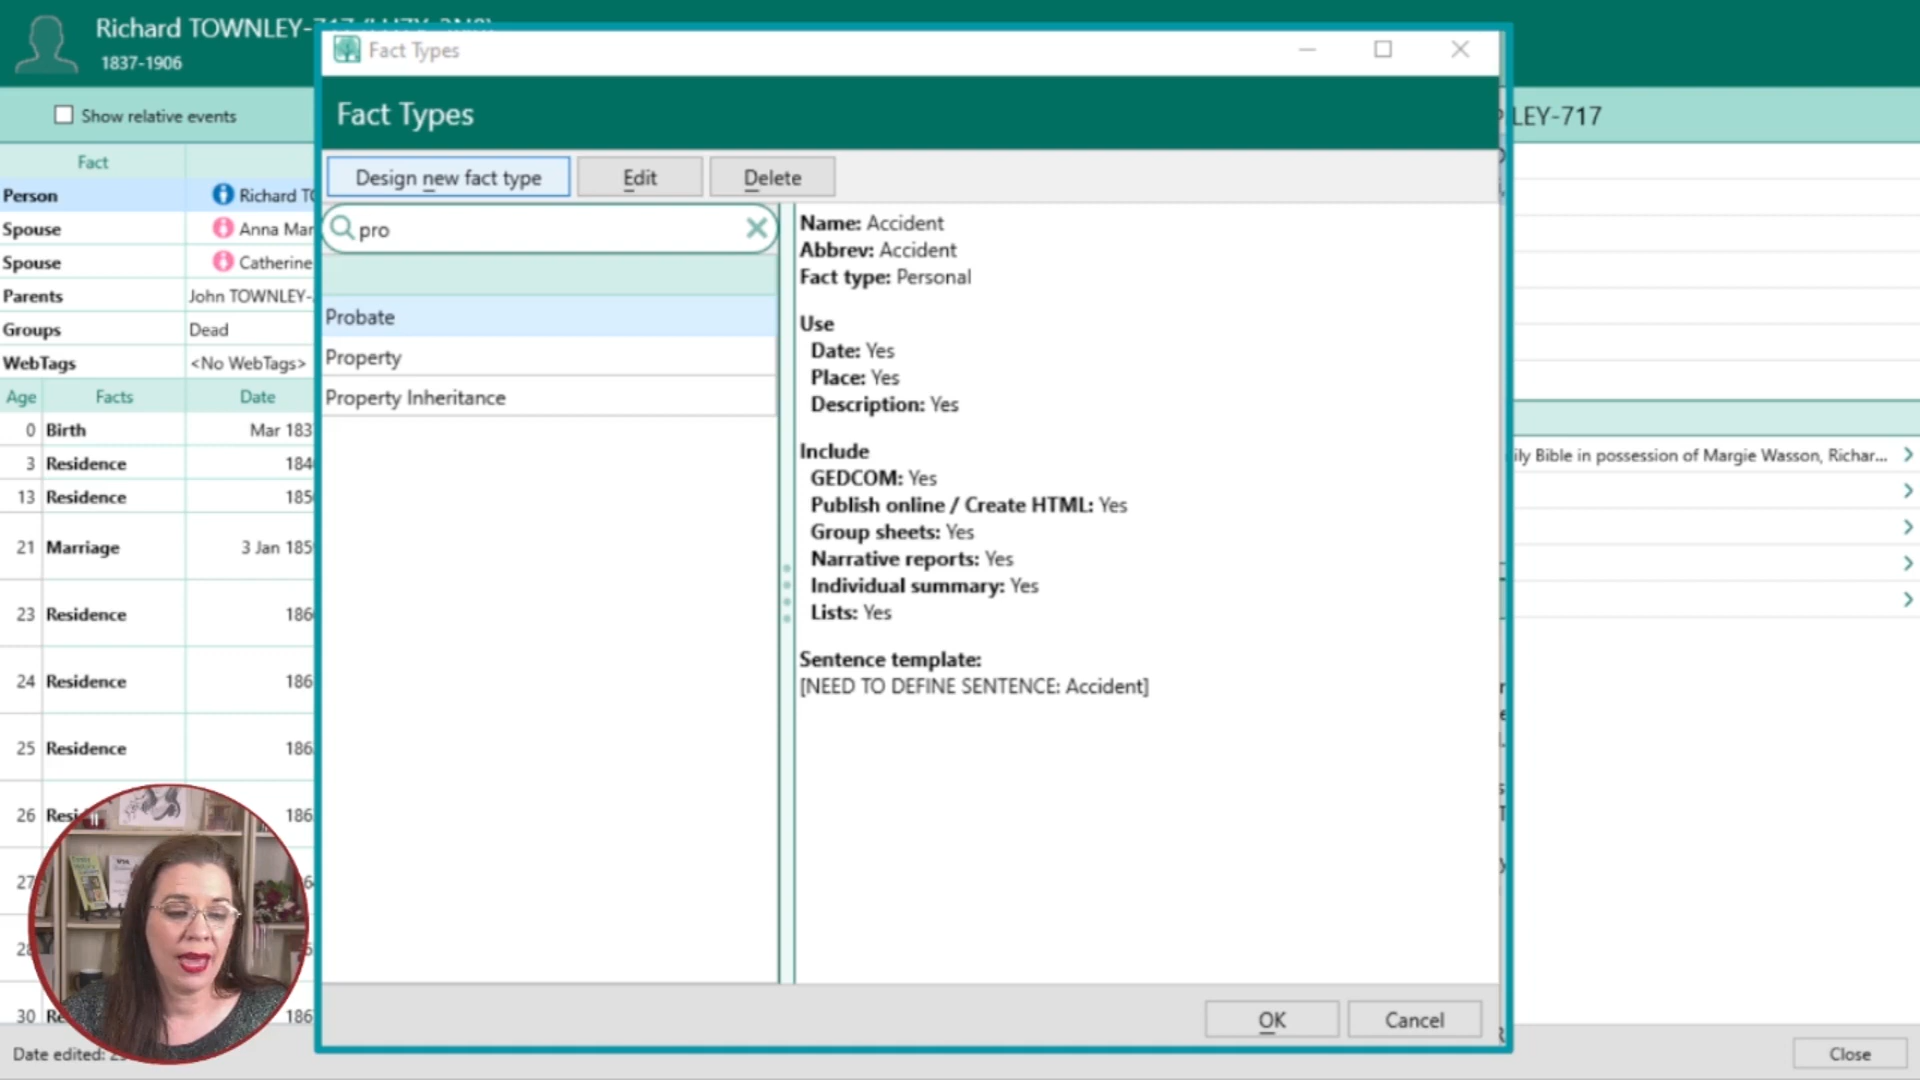 Richard TOWNLEY-
1837-1906
Fact Types
Fact Types
Show relative events
LEY-717
Fact
Design new fact type Edit Delete
Person Richard TO
Spouse Anna Mar
Spouse Catherine
Parents John TOWNLEY-
Groups Dead
WebTags <No WebTags>
Age Facts Date
0 Birth Mar 183
3 Residence 184
13 Residence 185
21 Marriage 3 Jan 185
23 Residence 186
24 Residence 186
25 Residence 186
26 Resi 186
27
28
30 Re 186
Date edited:
pro
Probate
Property
Property Inheritance
Name: Accident
Abbrev: Accident
Fact type: Personal
Use
Date: Yes
Place: Yes
Description: Yes
Include
GEDCOM: Yes
Publish online / Create HTML: Yes
Group sheets: Yes
Narrative reports: Yes
Individual summary: Yes
Lists: Yes
Sentence template:
[NEED TO DEFINE SENTENCE: Accident]
ily Bible in possession of Margie Wasson, Richar...
OK Cancel
Close